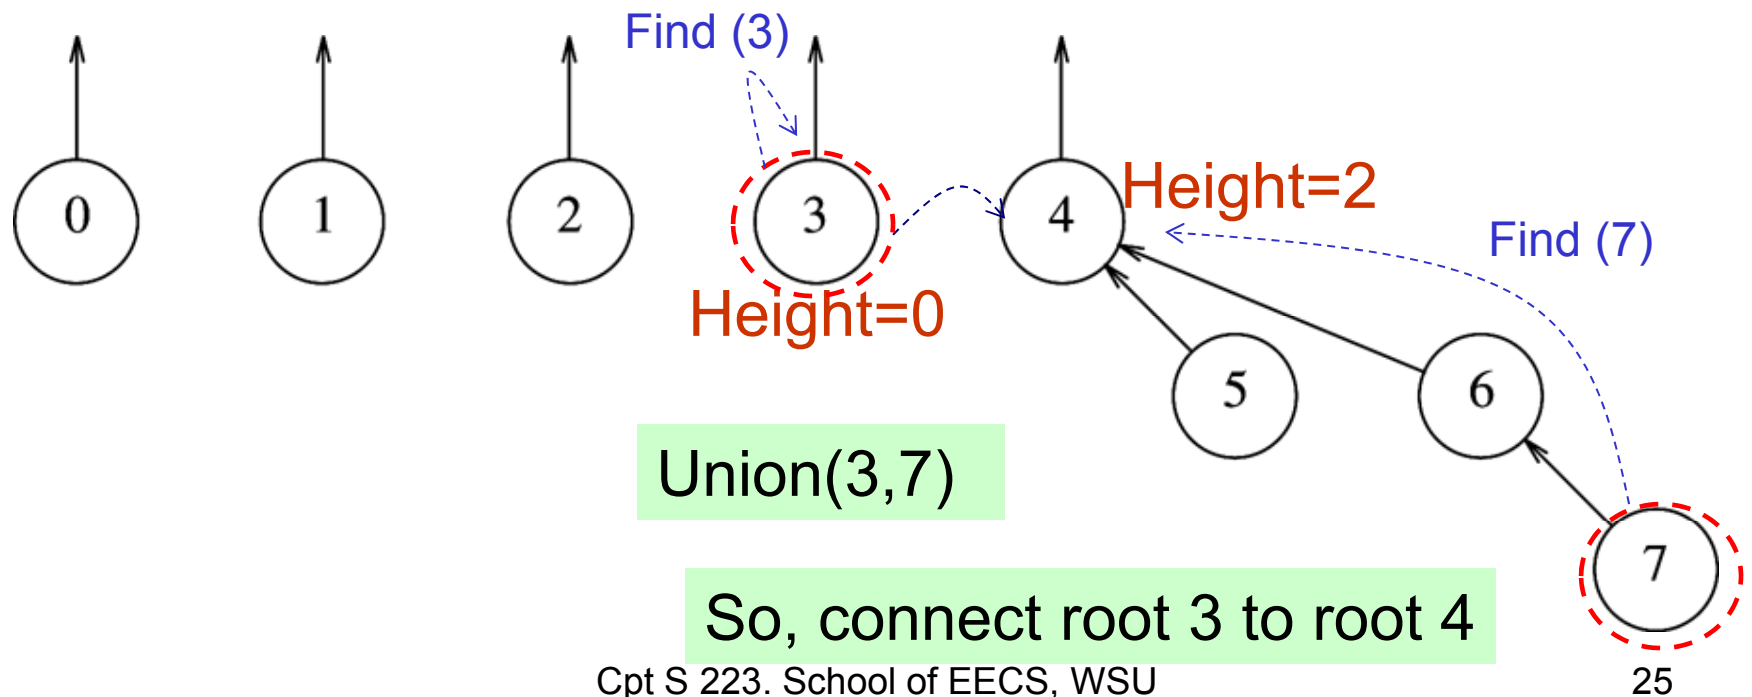 Find (3)
0
1
2
3
4
Height=2
Find (7)
Height=0
5
6
Union(3,7)
7
So, connect root 3 to root 4
Cpt S 223. School of EECS, WSU
25